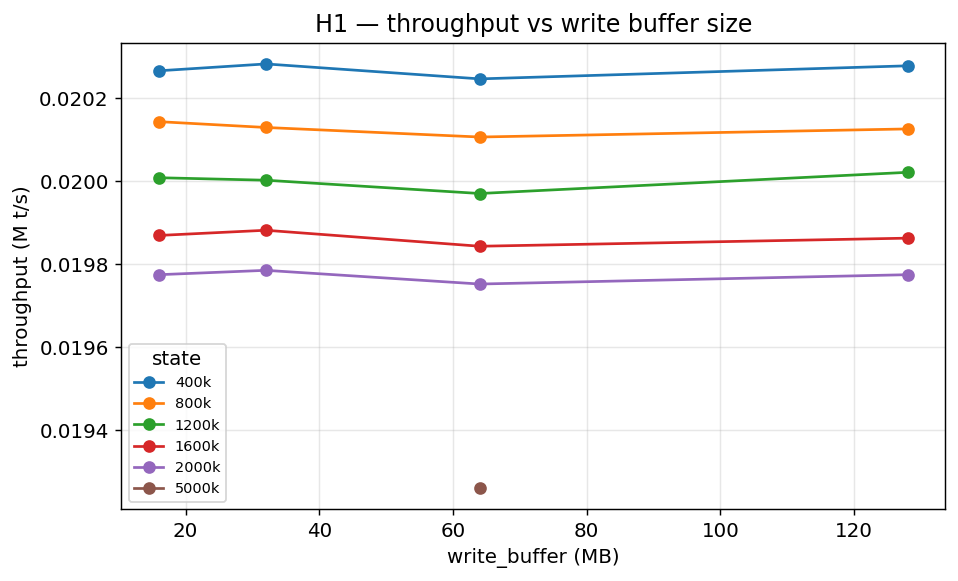 H1 — throughput vs write buffer size
throughput (M t/s)
0.0202
0.0200
0.0198
0.0196
0.0194
state
400k
800k
1200k
1600k
2000k
5000k
20 40 60 80 100 120
write_buffer (MB)